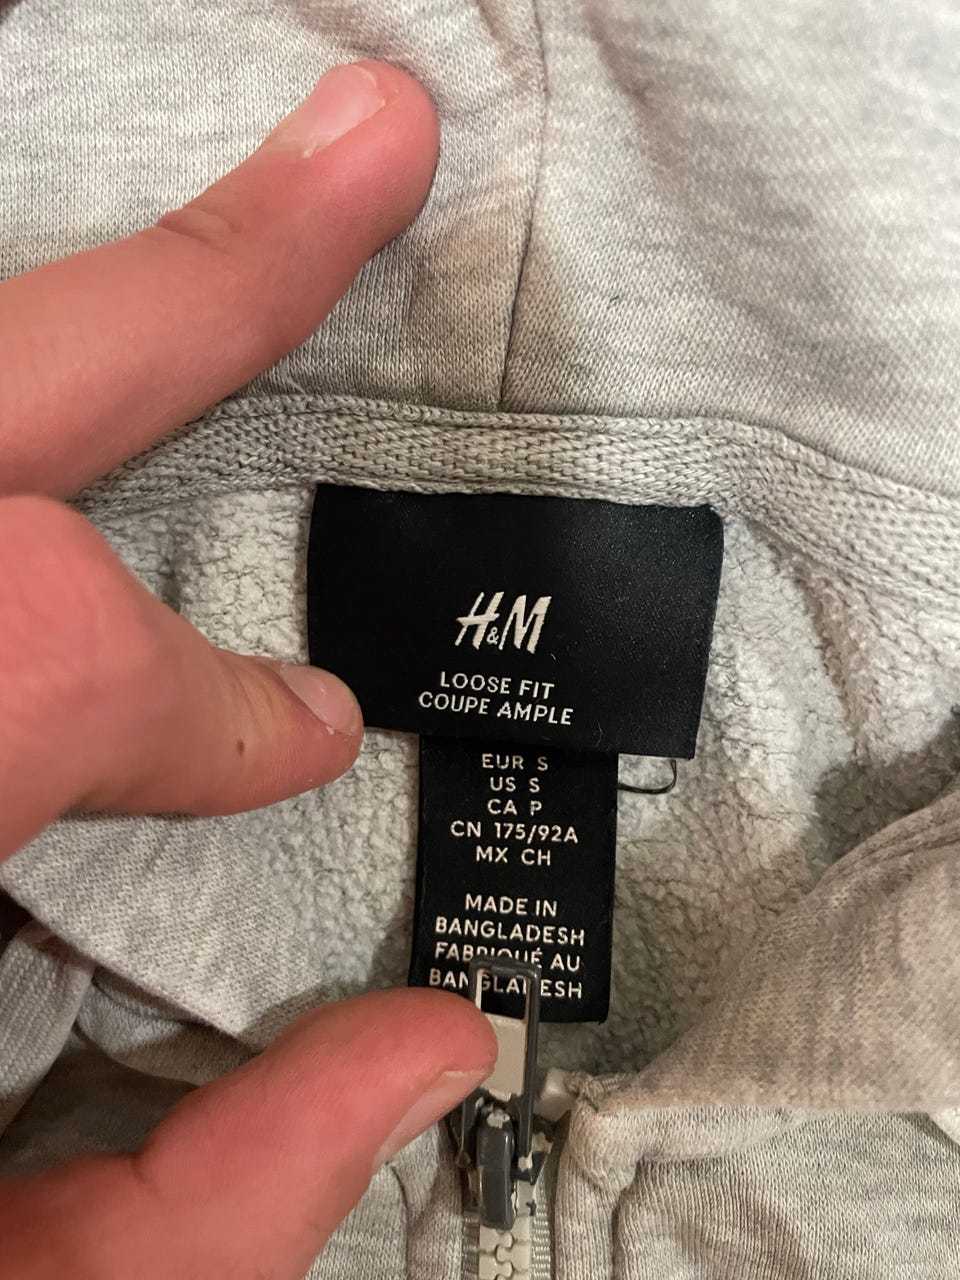 H&M
LOOSE FIT
COUPE AMPLE
EUR S
US S
CA P
CN 175/92A
MX CH
MADE IN
BANGLADESH
FABRIQUÉ AU
BANGLADESH